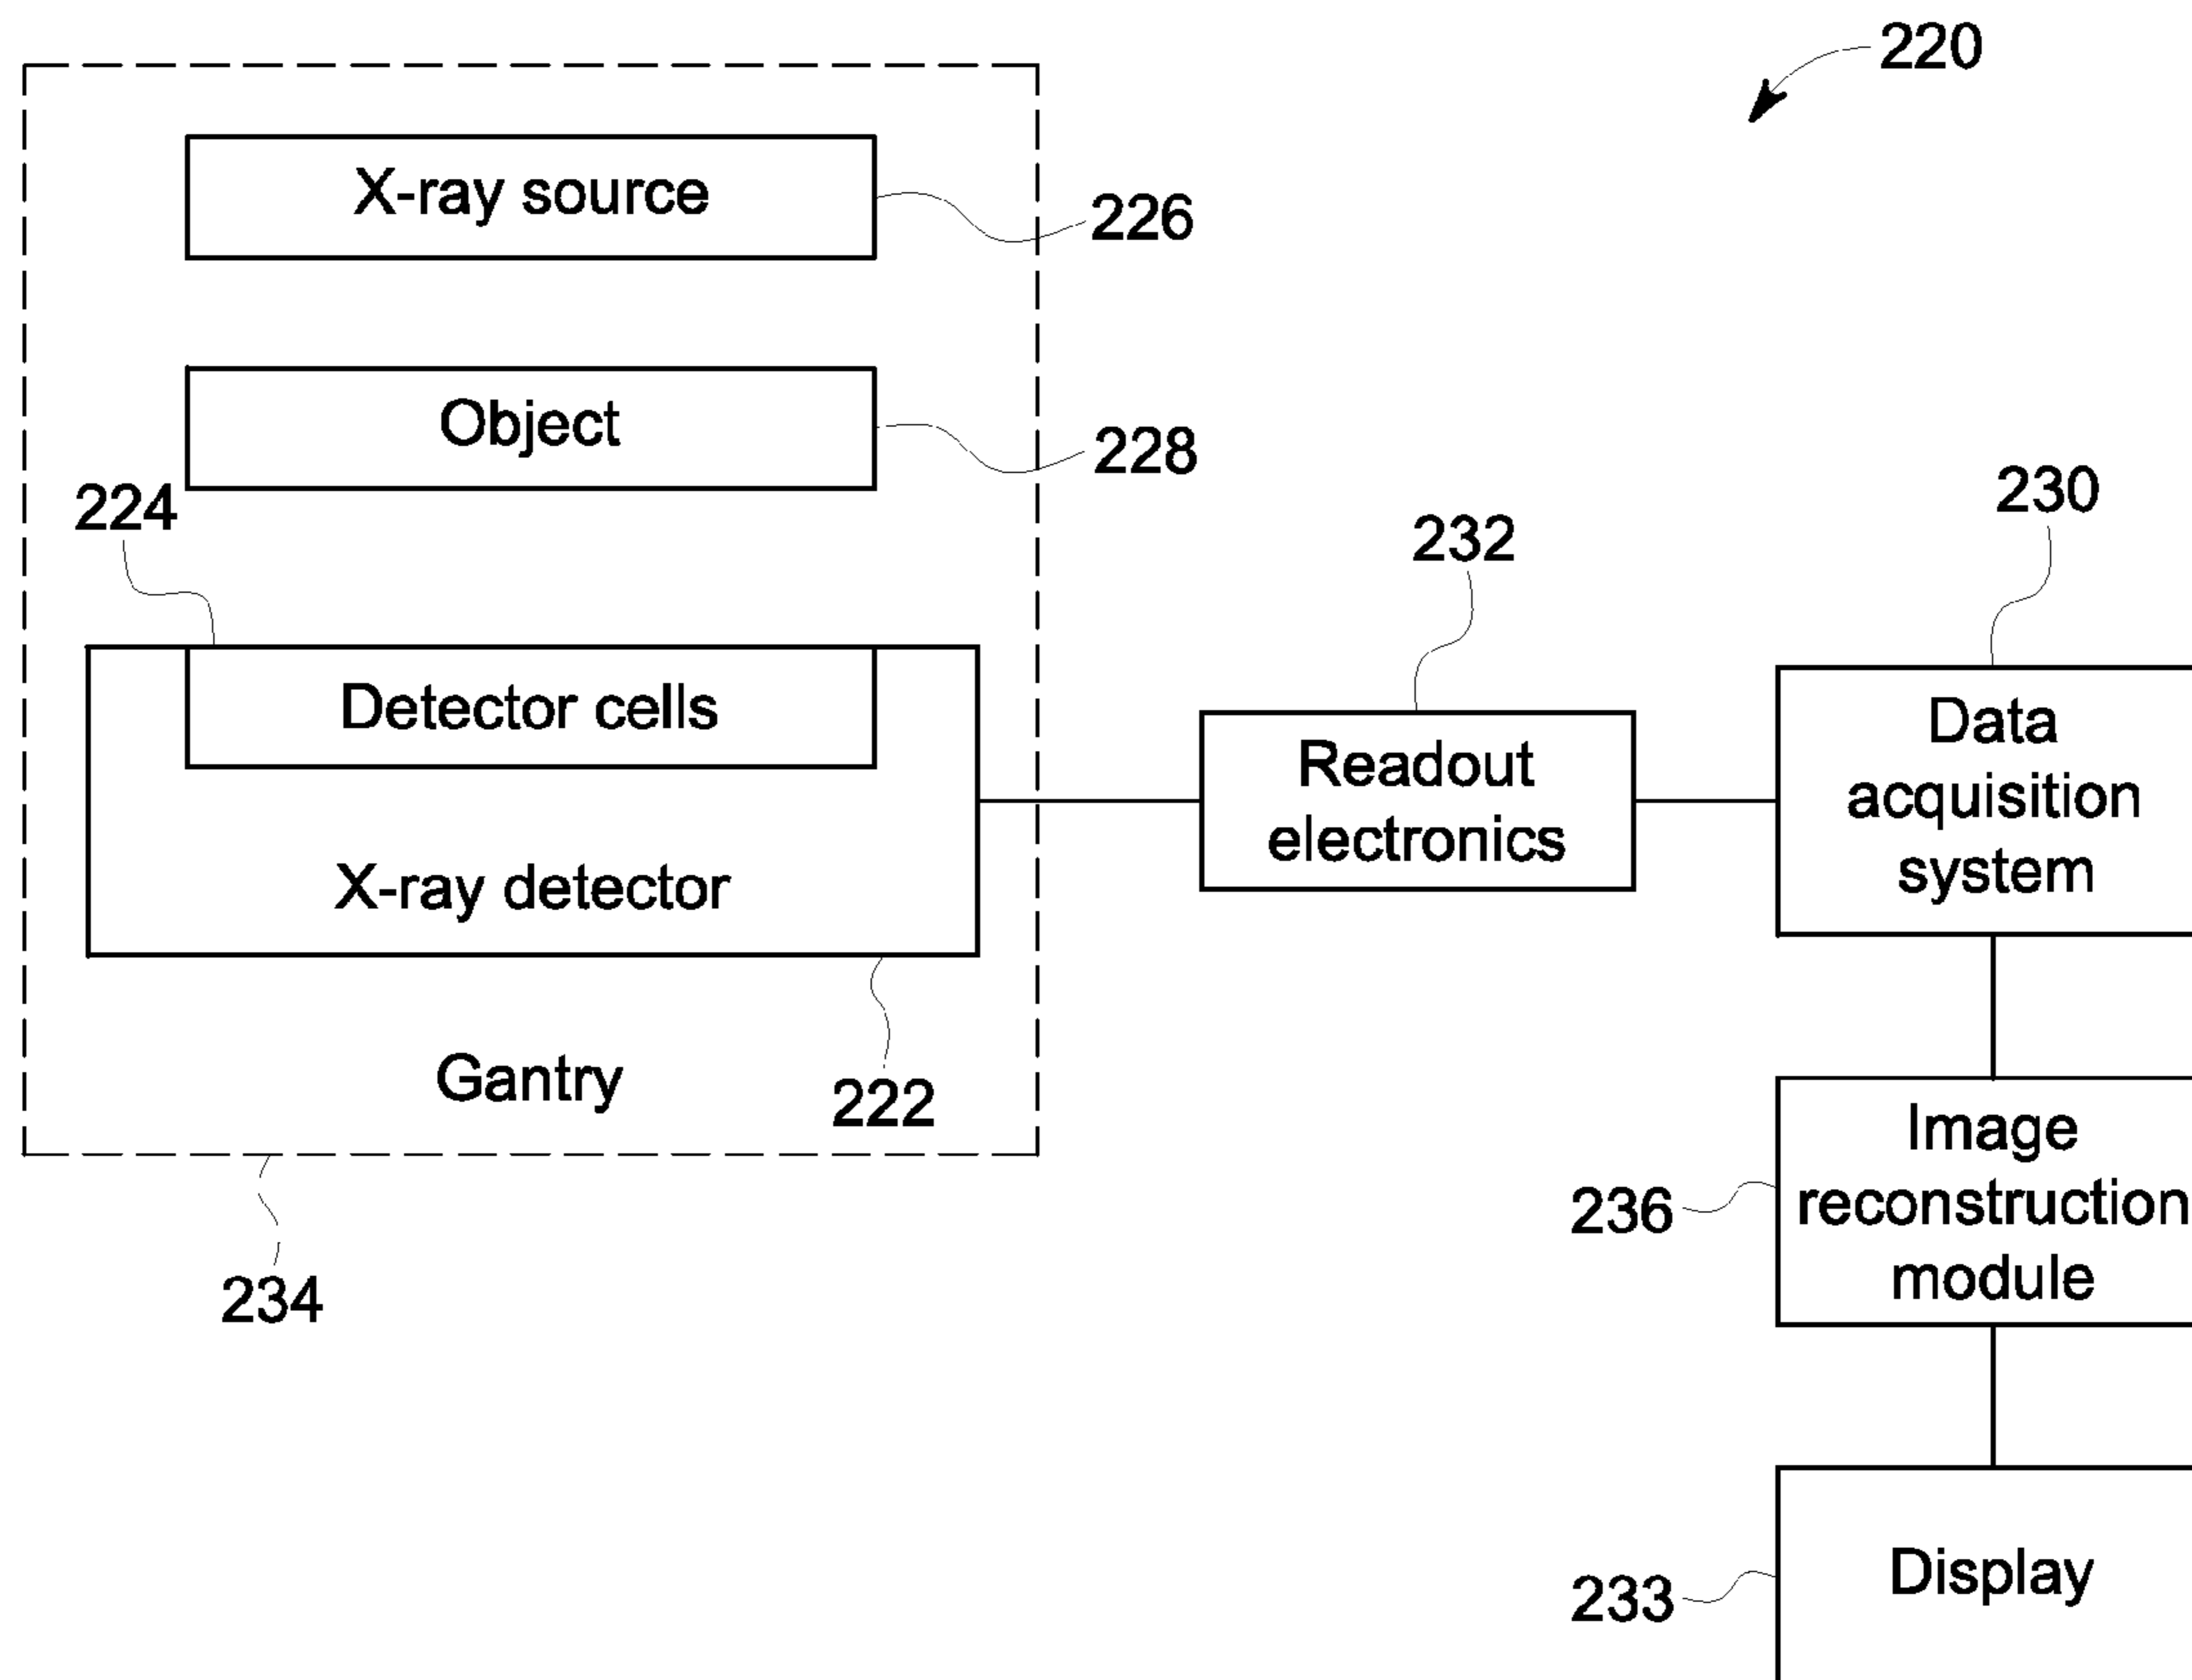 220
X-ray source
226
Object
228
224
232
230
Detector cells
X-ray detector
Readout
electronics
Data
acquisition
system
Gantry
222
234
236
Image
reconstruction
module
233
Display